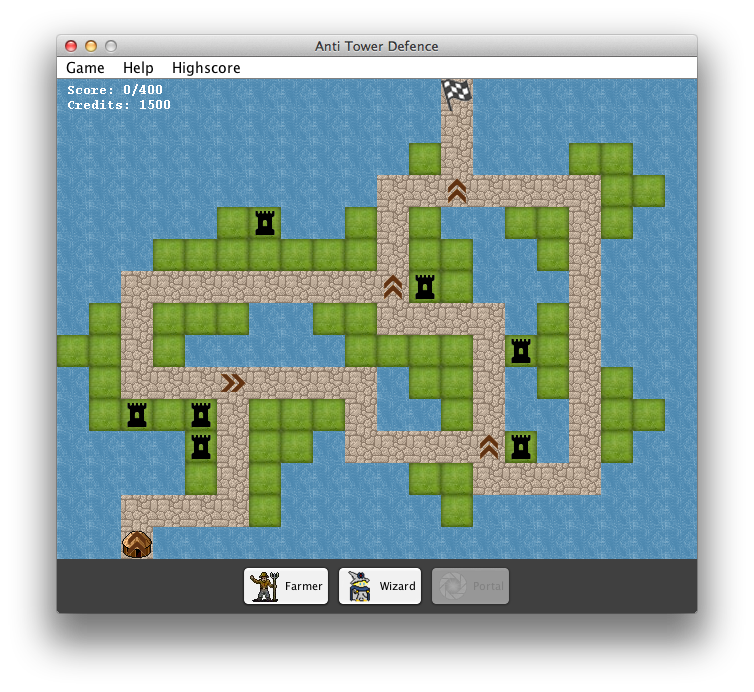 Anti Tower Defence
Game Help Highscore
Score: 0/400
Credits: 1500
Farmer Wizard Portal